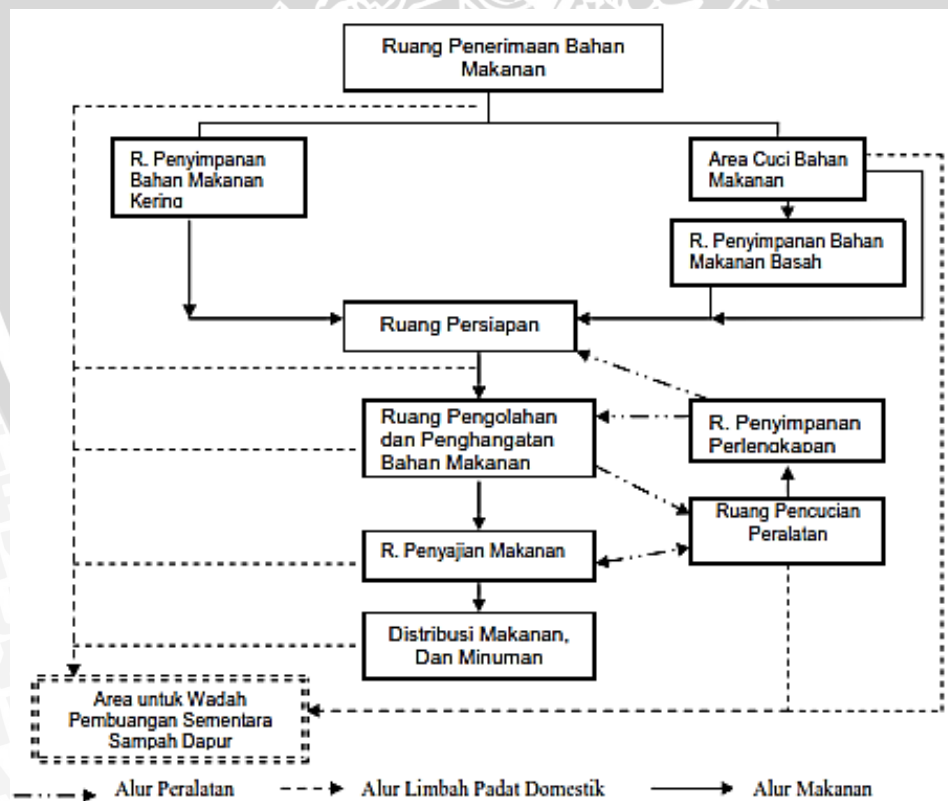 Ruang Penerimaan Bahan
Makanan
R. Penyimpanan
Bahan Makanan
Kering
Area Cuci Bahan
Makanan
R. Penyimpanan Bahan
Makanan Basah
Ruang Persiapan
Ruang Pengolahan
dan Penghangatan
Bahan Makanan
R. Penyimpanan
Perlengkapan
Ruang Pencucian
Peralatan
R. Penyajian Makanan
Distribusi Makanan,
Dan Minuman
Area untuk Wadah
Pembuangan Sementara
Sampah Dapur
Alur Peralatan
Alur Limbah Padat Domestik
Alur Makanan